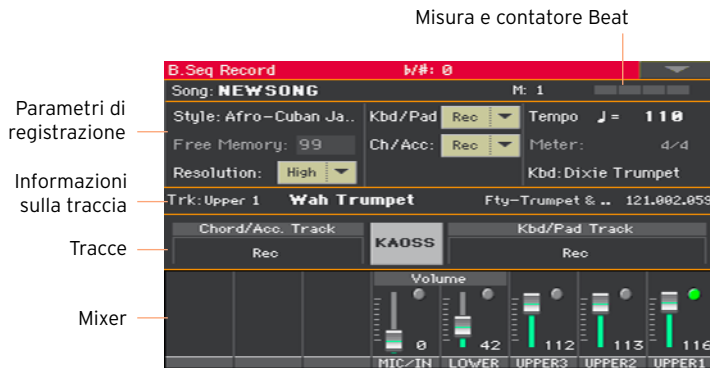 Misura e contatore Beat
B.Seq Record ♭/#: 0
Song: NEWSONG M: 1
Parametri di registrazione
Style: Afro-Cuban Ja.. Kbd/Pad Rec Tempo ♩ = 110
Free Memory: 99 Ch/Acc: Rec Meter: 4/4
Resolution: High Kbd: Dixie Trumpet
Informazioni sulla traccia
Trk: Upper 1 Wah Trumpet Fty-Trumpet & .. 121.002.059
Tracce
Chord/Acc. Track KAOSS Kbd/Pad Track
Rec Rec
Mixer
Volume
0 42 112 113 116
MIC/IN LOWER UPPER3 UPPER2 UPPER1